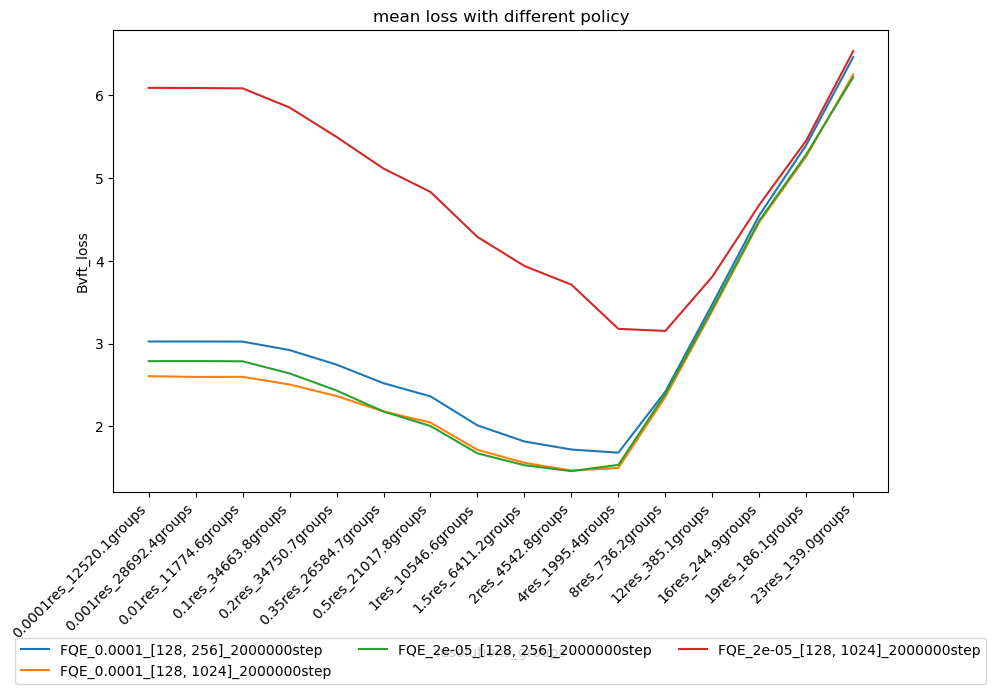 mean loss with different policy
Bvft_loss
6
5
4
3
2
0.0001res_12520.1groups
0.001res_28692.4groups
0.01res_11774.6groups
0.1res_34663.8groups
0.2res_34750.7groups
0.35res_26584.7groups
0.5res_21017.8groups
1res_10546.6groups
1.5res_6411.2groups
2res_4542.8groups
4res_1995.4groups
8res_736.2groups
12res_385.1groups
16res_244.9groups
19res_186.1groups
23res_139.0groups
FQE_0.0001_[128, 256]_2000000step
FQE_0.0001_[128, 1024]_2000000step
FQE_2e-05_[128, 256]_2000000step
FQE_2e-05_[128, 1024]_2000000step